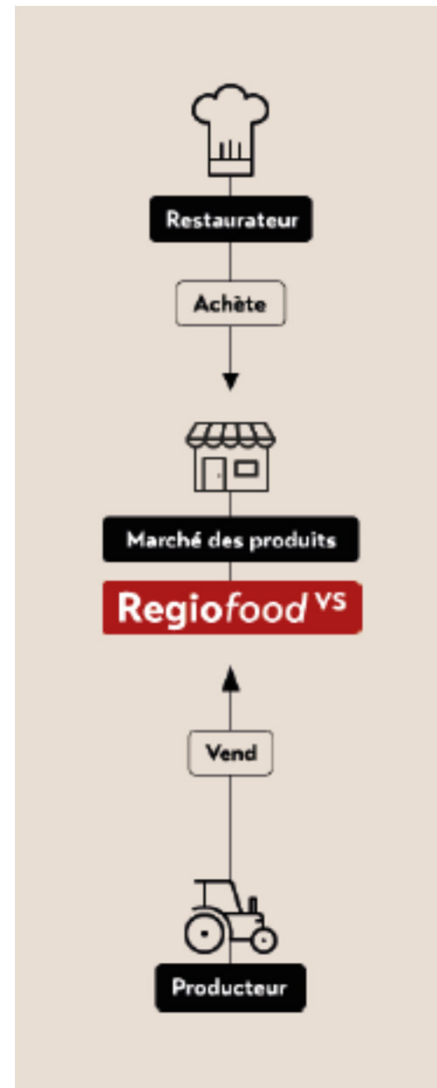 Restaurateur
Achète
Marché des produits
Regiofood VS
Vend
Producteur